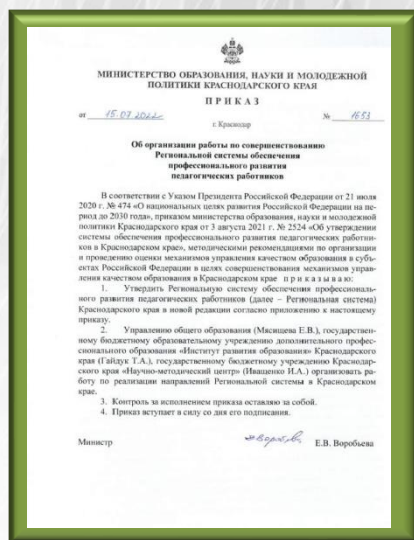 МИНИСТЕРСТВО ОБРАЗОВАНИЯ, НАУКИ И МОЛОДЕЖНОЙ
ПОЛИТИКИ КРАСНОДАРСКОГО КРАЯ
ПРИКАЗ
от 15.07.2022 № 1653
г. Краснодар
Об организации работы по совершенствованию
Региональной системы обеспечения
профессионального развития
педагогических работников
В соответствии с Указом Президента Российской Федерации от 21 июля
2020 г. № 474 «О национальных целях развития Российской Федерации на пе-
риод до 2030 года», приказом министерства образования, науки и молодежной
политики Краснодарского края от 3 августа 2021 г. № 2524 «Об утверждении
системы обеспечения профессионального развития педагогических работни-
ков в Краснодарском крае», методическими рекомендациями по организации
и проведению оценки механизмов управления качеством образования в субъ-
ектах Российской Федерации в целях совершенствования механизмов управ-
ления качеством образования в Краснодарском крае п р и к а з ы в а ю:
1. Утвердить Региональную систему обеспечения профессиональ-
ного развития педагогических работников (далее – Региональная система)
Краснодарского края в новой редакции согласно приложению к настоящему
приказу.
2. Управлению общего образования (Мясищева Е.В.), государствен-
ному бюджетному образовательному учреждению дополнительного профес-
сионального образования «Институт развития образования» Краснодарского
края (Гайдук Т.А.), государственному бюджетному учреждению Краснодар-
ского края «Научно-методический центр» (Иващенко И.А.) организовать ра-
боту по реализации направлений Региональной системы в Краснодарском
крае.
3. Контроль за исполнением приказа оставляю за собой.
4. Приказ вступает в силу со дня его подписания.
Министр Е.В. Воробьева